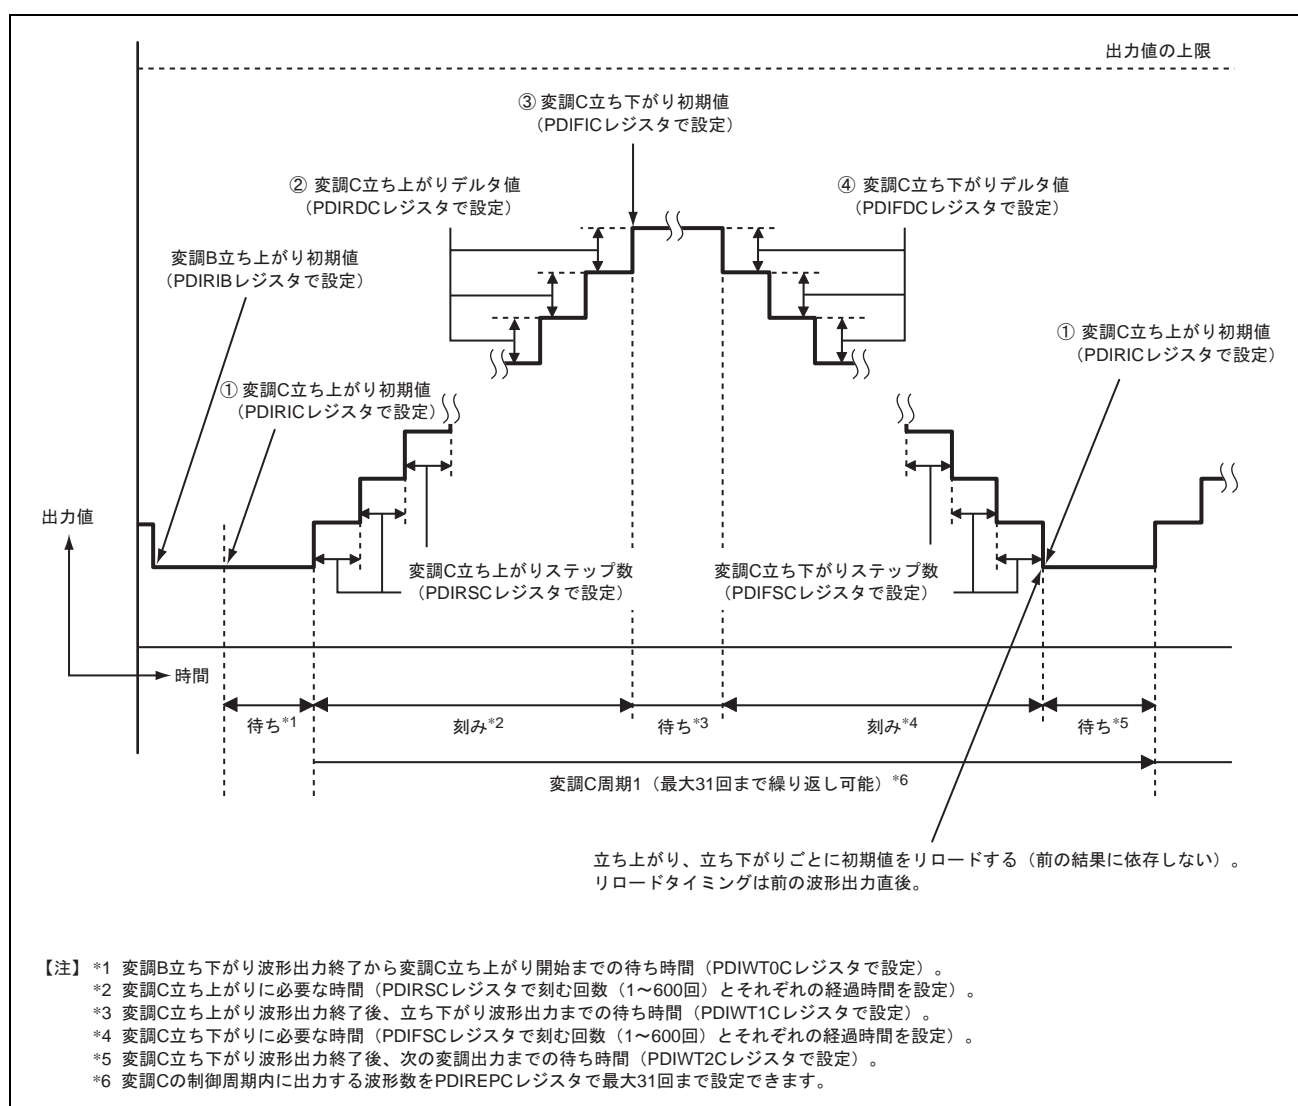 出力値の上限
③ 変調C立ち下がり初期値
(PDIFICレジスタで設定)
② 変調C立ち上がりデルタ値
(PDIRDCレジスタで設定)
④ 変調C立ち下がりデルタ値
(PDIFDCレジスタで設定)
変調B立ち上がり初期値
(PDIRIBレジスタで設定)
① 変調C立ち上がり初期値
(PDIRICレジスタで設定)
① 変調C立ち上がり初期値
(PDIRICレジスタで設定)
出力値
変調C立ち上がりステップ数
(PDIRSCレジスタで設定)
変調C立ち下がりステップ数
(PDIFSCレジスタで設定)
時間
待ち*1
刻み*2
待ち*3
刻み*4
待ち*5
変調C周期1(最大31回まで繰り返し可能)*6
立ち上がり、立ち下がりごとに初期値をリロードする(前の結果に依存しない)。
リロードタイミングは前の波形出力直後。
【注】 *1 変調B立ち下がり波形出力終了から変調C立ち上がり開始までの待ち時間(PDIWT0Cレジスタで設定)。
*2 変調C立ち上がりに必要な時間(PDIRSCレジスタで刻む回数(1~600回)とそれぞれの経過時間を設定)。
*3 変調C立ち上がり波形出力終了後、立ち下がり波形出力までの待ち時間(PDIWT1Cレジスタで設定)。
*4 変調C立ち下がりに必要な時間(PDIFSCレジスタで刻む回数(1~600回)とそれぞれの経過時間を設定)。
*5 変調C立ち下がり波形出力終了後、次の変調出力までの待ち時間(PDIWT2Cレジスタで設定)。
*6 変調Cの制御周期内に出力する波形数をPDIREPCレジスタで最大31回まで設定できます。